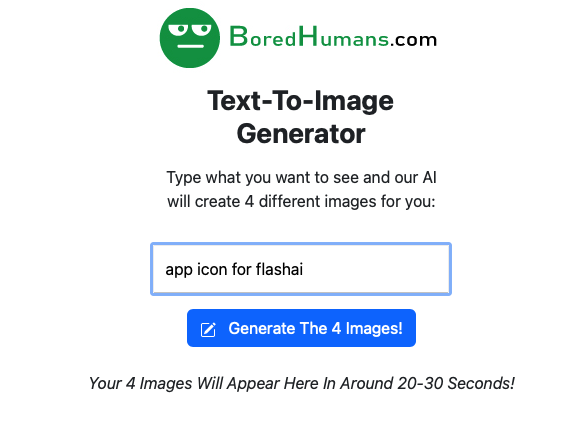 BoredHumans.com
Text-To-Image
Generator
Type what you want to see and our AI
will create 4 different images for you:
app icon for flashai
Generate The 4 Images!
Your 4 Images Will Appear Here In Around 20-30 Seconds!